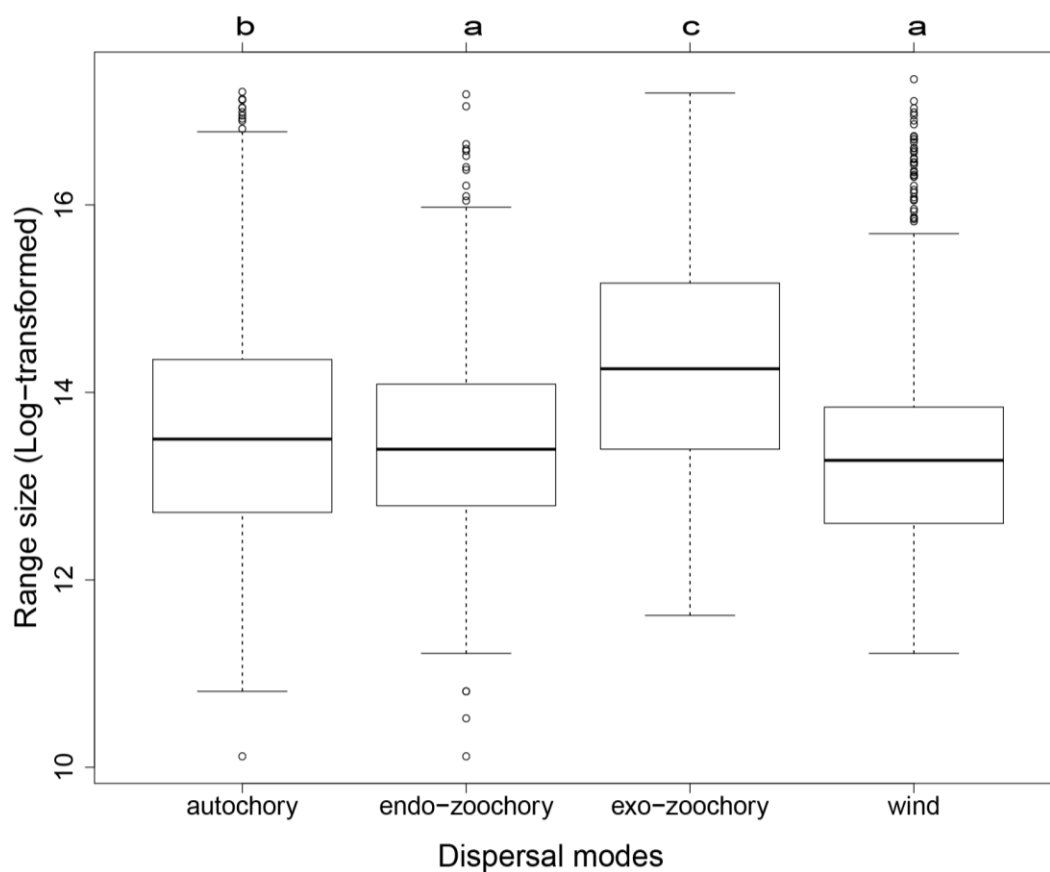 b a c a
Range size (Log-transformed)
16
14
12
10
autochory endo-zoochory exo-zoochory wind
Dispersal modes